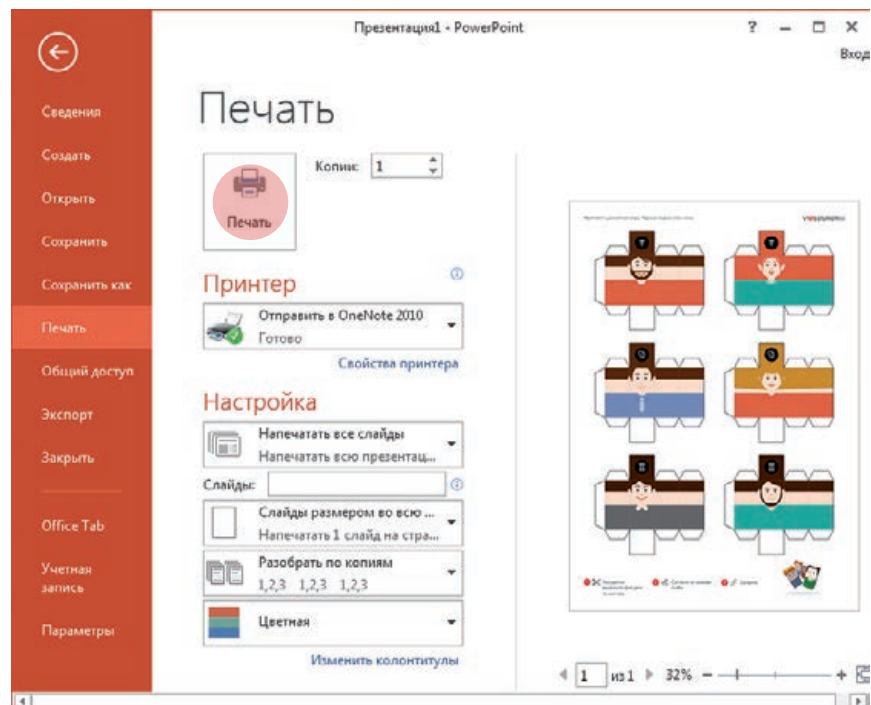 Презентация1 - PowerPoint
?
Вход
Сведения
Создать
Открыть
Сохранить
Сохранить как
Печать
Общий доступ
Экспорт
Закрыть
Office Tab
Учетная
запись
Параметры
Печать
Копии: 1
Печать
Принтер
Отправить в OneNote 2010
Готово
Свойства принтера
Настройка
Напечатать все слайды
Напечатать всю презентац...
Слайды:
Слайды размером во всю ...
Напечатать 1 слайд на стра...
Разобрать по копиям
1,2,3 1,2,3 1,2,3
Цветная
Изменить колонтитулы
1 из 1 32% − +